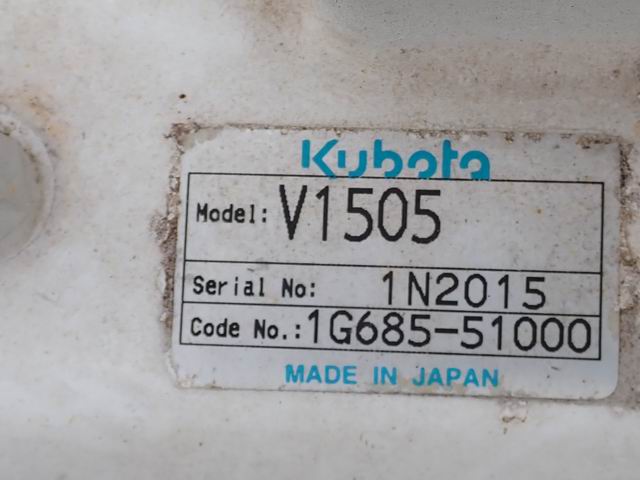 Kubota
Model: V1505
Serial No: 1N2015
Code No.: 1G685-51000
MADE IN JAPAN